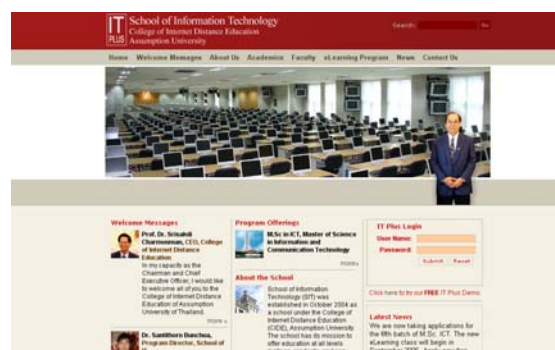 IT
PLUS
School of Information Technology
College of Internet Distance Education
Assumption University
Search:
Go
Home Welcome Messages About Us Academics Faculty eLearning Program News Contact Us
Welcome Messages
Prof. Dr. Srisakdi
Charmonman, CEO, College
of Internet Distance
Education
In my capacity as the
Chairman and Chief
Executive Officer, I would like
to welcome all of you to the
College of Internet Distance
Education of Assumption
University of Thailand.
more
Dr. Santithorn Bunchua,
Program Director, School of
Program Offerings
M.Sc in ICT, Master of Science
in Information and
Communication Technology
more
About the School
School of Information
Technology (SIT) was
established in October 2004 as
a school under the College of
Internet Distance Education
(CIDE), Assumption University.
The school has its mission to
offer education at all levels
IT Plus Login
User Name:
Password:
Submit Reset
Click here to try our FREE IT Plus Demo
Latest News
We are now taking applications for
the fifth batch of M.Sc. ICT. The new
eLearning class will begin in